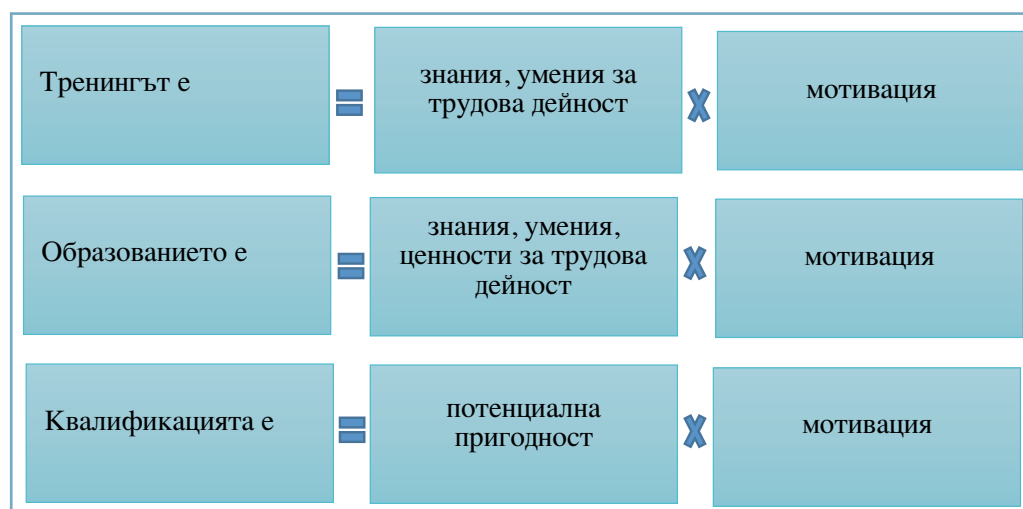 Тренингът е
знания, умения за
трудова дейност
мотивация
Образованието е
знания, умения,
ценности за трудова
дейност
мотивация
Квалификацията е
потенциална
пригодност
мотивация